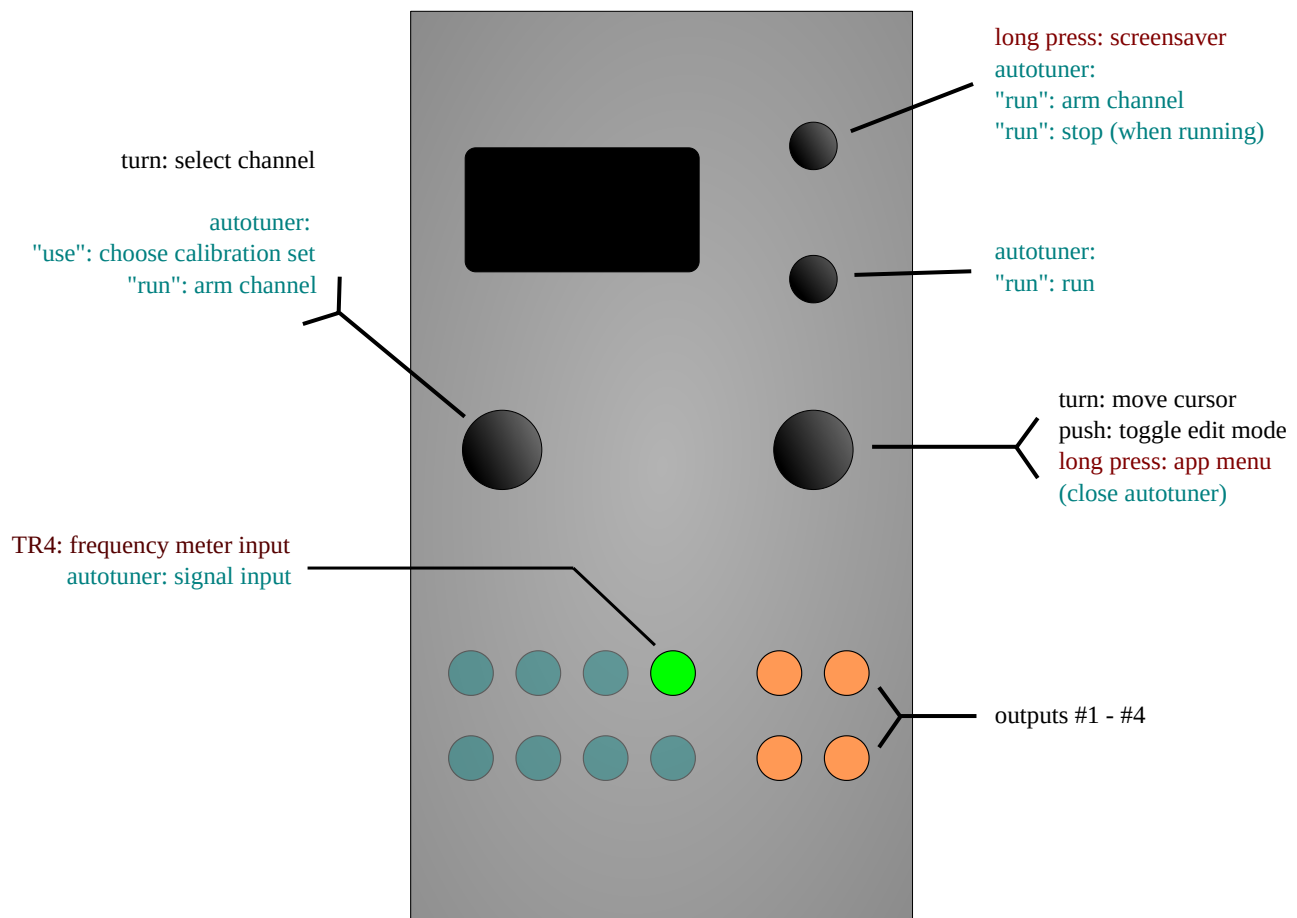 long press: screensaver
autotuner:
"run": arm channel
"run": stop (when running)
turn: select channel
autotuner:
"use": choose calibration set
"run": arm channel
autotuner:
"run": run
turn: move cursor
push: toggle edit mode
long press: app menu
(close autotuner)
TR4: frequency meter input
autotuner: signal input
outputs #1 - #4